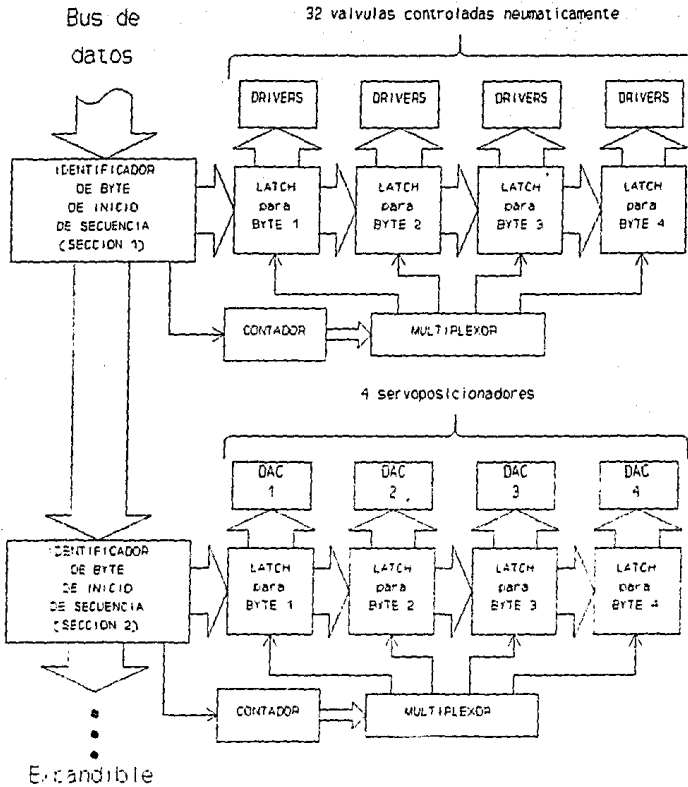 Bus de
datos
32 valvulas controladas neumaticamente
DRIVERS
DRIVERS
DRIVERS
DRIVERS
IDENTIFICADOR
DE BYTE
DE INICIO
DE SECUENCIA
(SECCION 1)
LATCH
para
BYTE 1
LATCH
para
BYTE 2
LATCH
para
BYTE 3
LATCH
para
BYTE 4
CONTADOR
MULTIPLEXOR
4 servoposicionadores
DAC
1
DAC
2
DAC
3
DAC
4
IDENTIFICADOR
DE BYTE
DE INICIO
DE SECUENCIA
(SECCION 2)
LATCH
para
BYTE 1
LATCH
para
BYTE 2
LATCH
para
BYTE 3
LATCH
para
BYTE 4
CONTADOR
MULTIPLEXOR